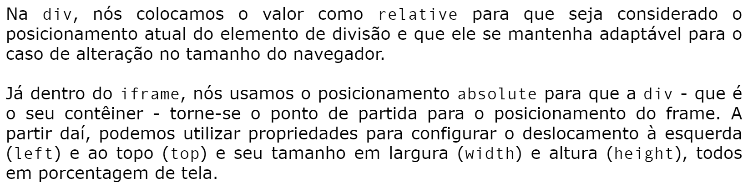 Na div, nós colocamos o valor como relative para que seja considerado o
posicionamento atual do elemento de divisão e que ele se mantenha adaptável para o
caso de alteração no tamanho do navegador.
Já dentro do iframe, nós usamos o posicionamento absolute para que a div - que é
o seu contêiner - torne-se o ponto de partida para o posicionamento do frame. A
partir daí, podemos utilizar propriedades para configurar o deslocamento à esquerda
(left) e ao topo (top) e seu tamanho em largura (width) e altura (height), todos
em porcentagem de tela.